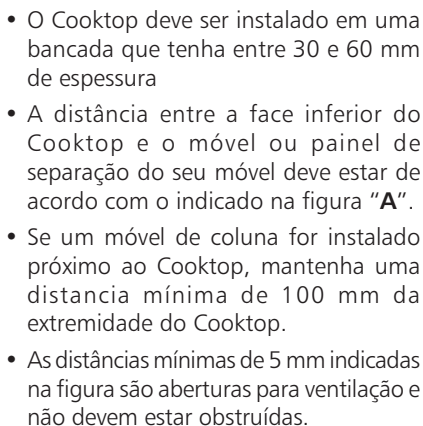 • O Cooktop deve ser instalado em uma
bancada que tenha entre 30 e 60 mm
de espessura
• A distância entre a face inferior do
Cooktop e o móvel ou painel de
separação do seu móvel deve estar de
acordo com o indicado na figura “A”.
• Se um móvel de coluna for instalado
próximo ao Cooktop, mantenha uma
distancia mínima de 100 mm da
extremidade do Cooktop.
• As distâncias mínimas de 5 mm indicadas
na figura são aberturas para ventilação e
não devem estar obstruídas.